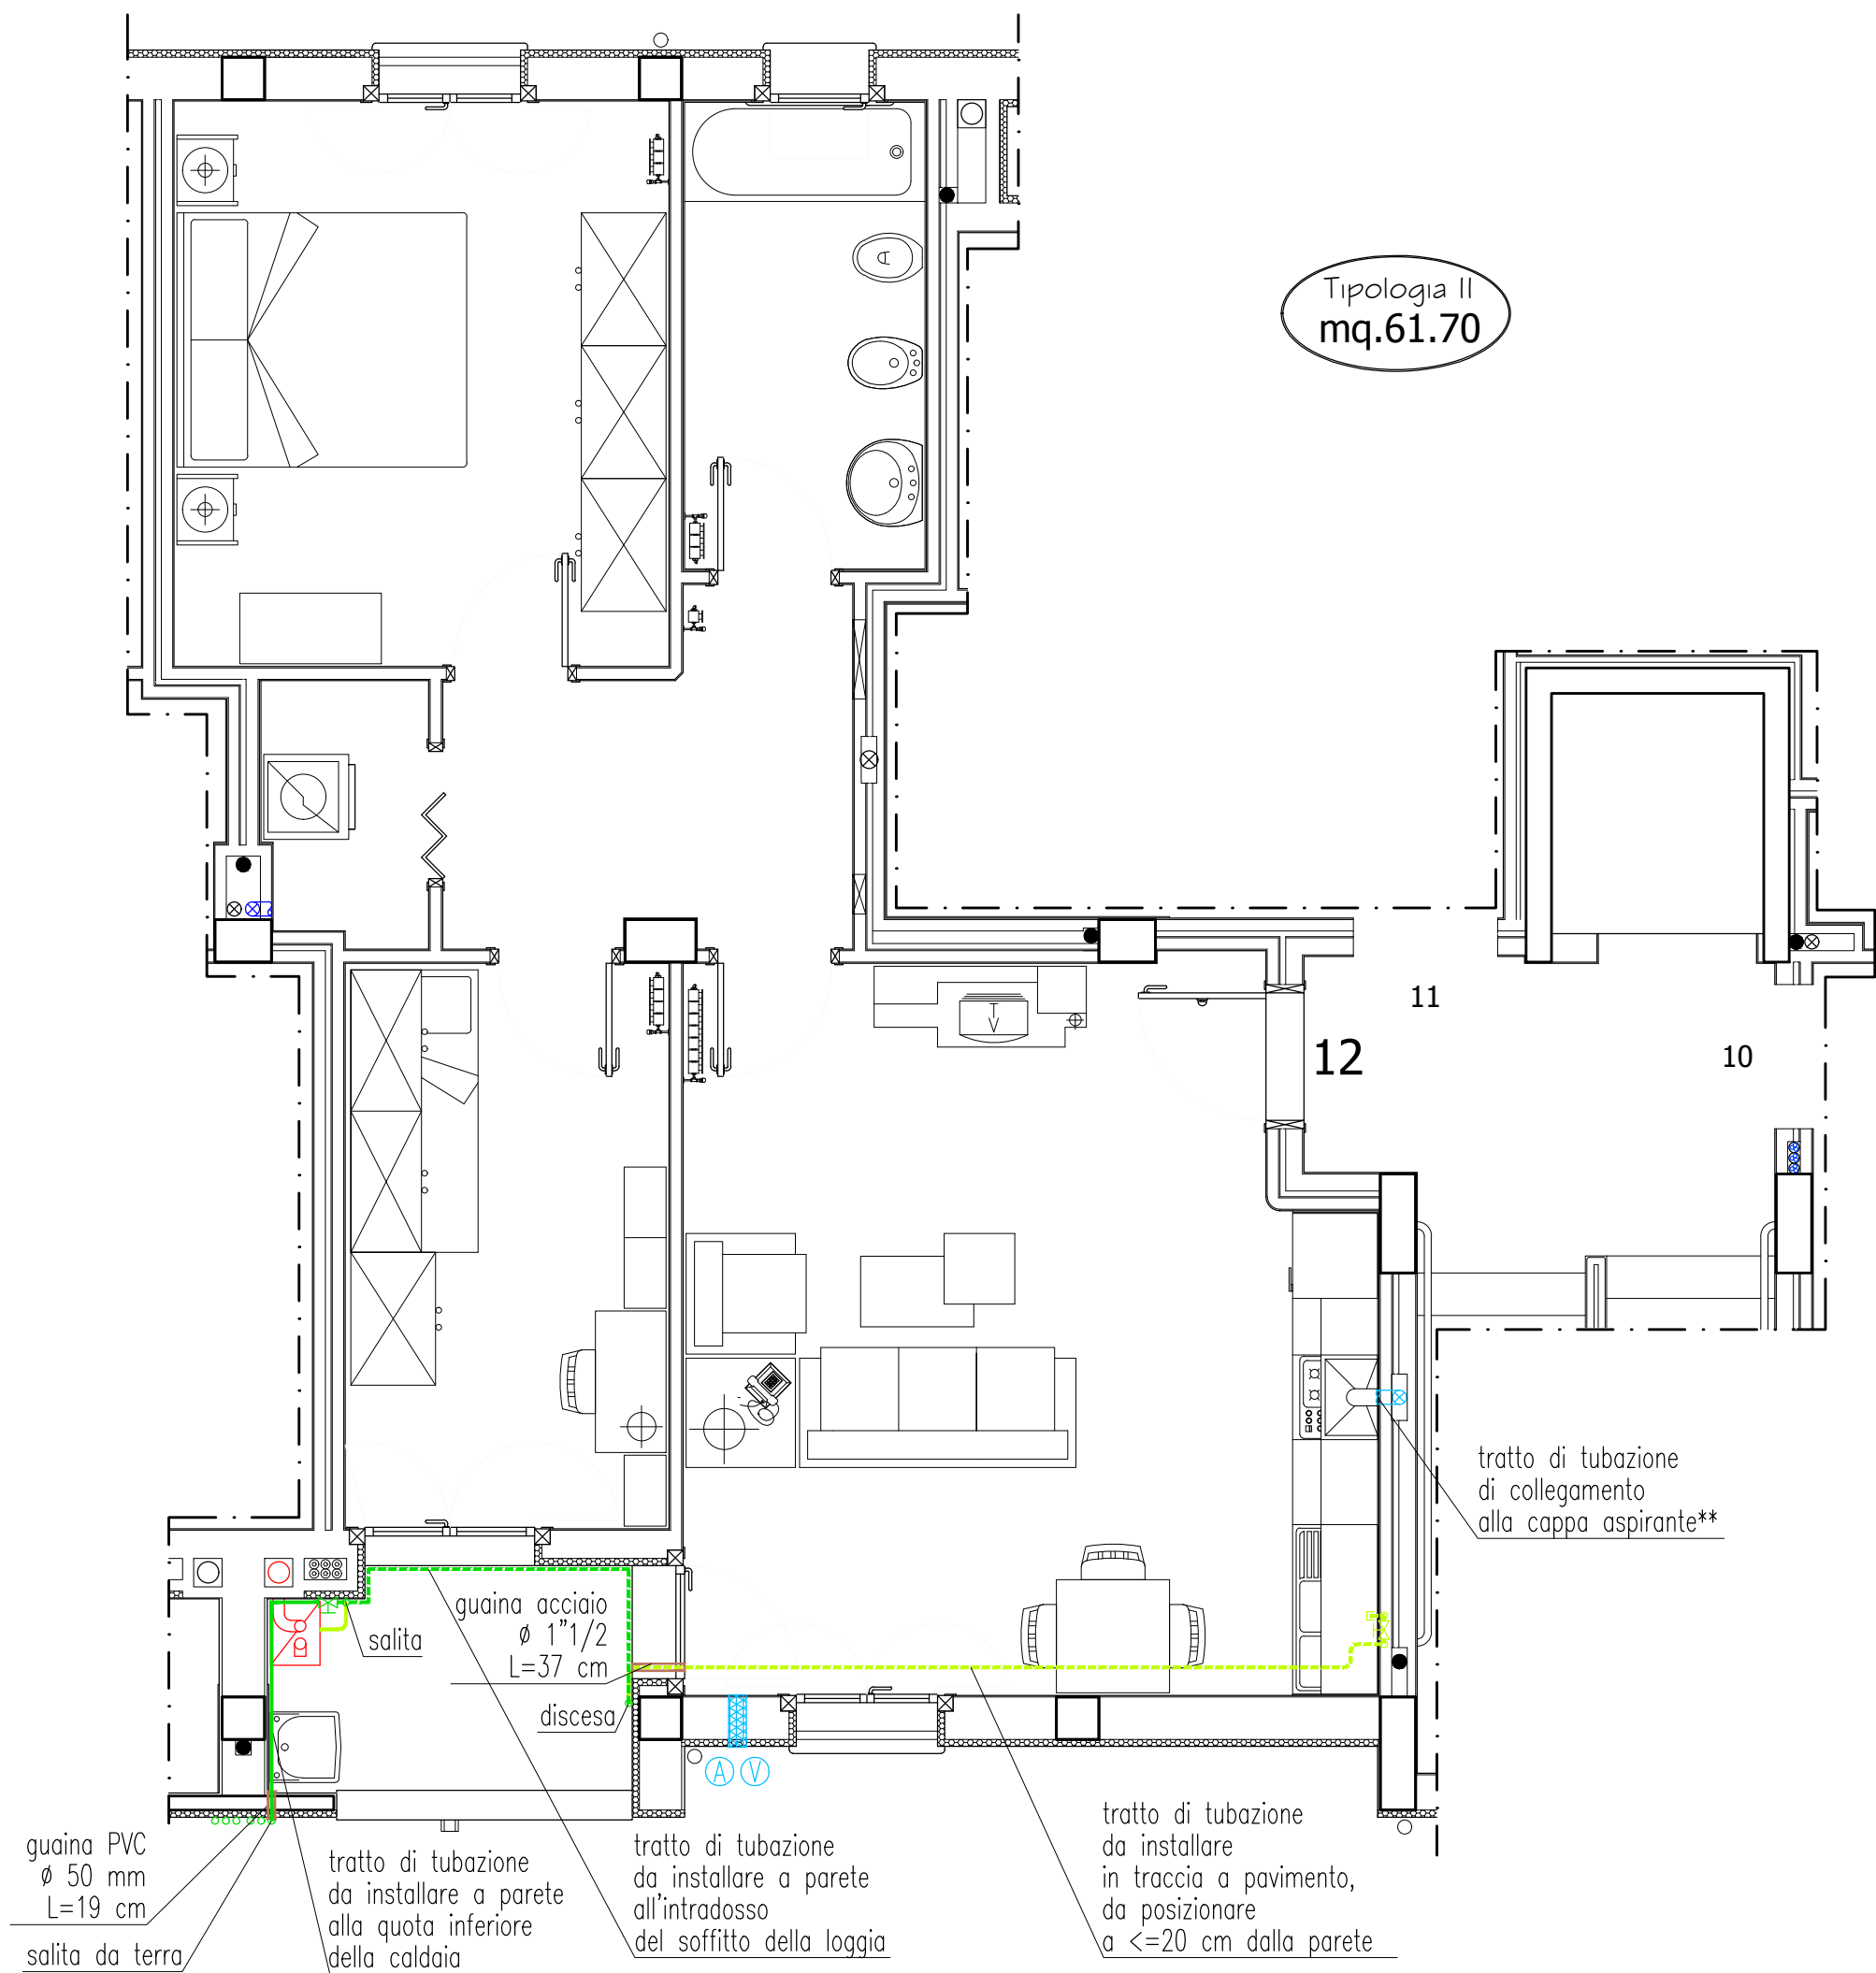 Tipologia II
mq.61.70
11
12
10
tratto di tubazione
di collegamento
alla cappa aspirante**
guaina acciaio
ø 1"1/2
L=37 cm
salita
discesa
A V
guaina PVC
ø 50 mm
L=19 cm
salita da terra
tratto di tubazione
da installare a parete
alla quota inferiore
della caldaia
tratto di tubazione
da installare a parete
all'intradosso
del soffitto della loggia
tratto di tubazione
da installare
in traccia a pavimento,
da posizionare
a <=20 cm dalla parete